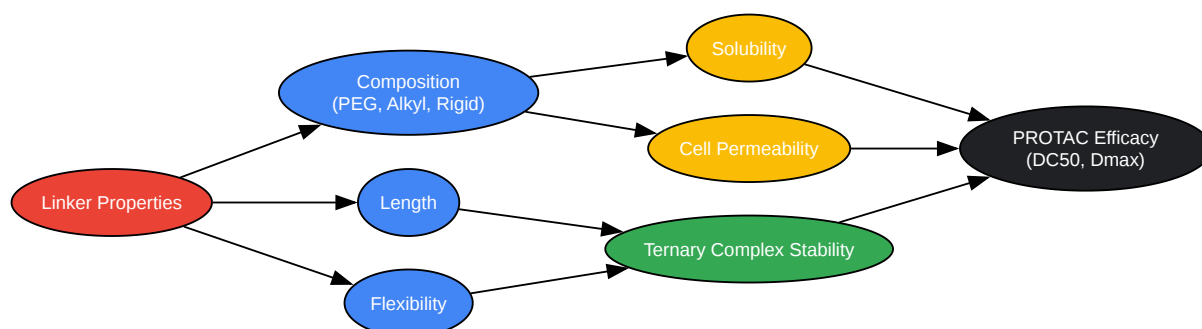 Solubility
Composition
(PEG, Alkyl, Rigid)
Cell Permeability
PROTAC Efficacy
(DC50, Dmax)
Linker Properties
Length
Ternary Complex Stability
Flexibility